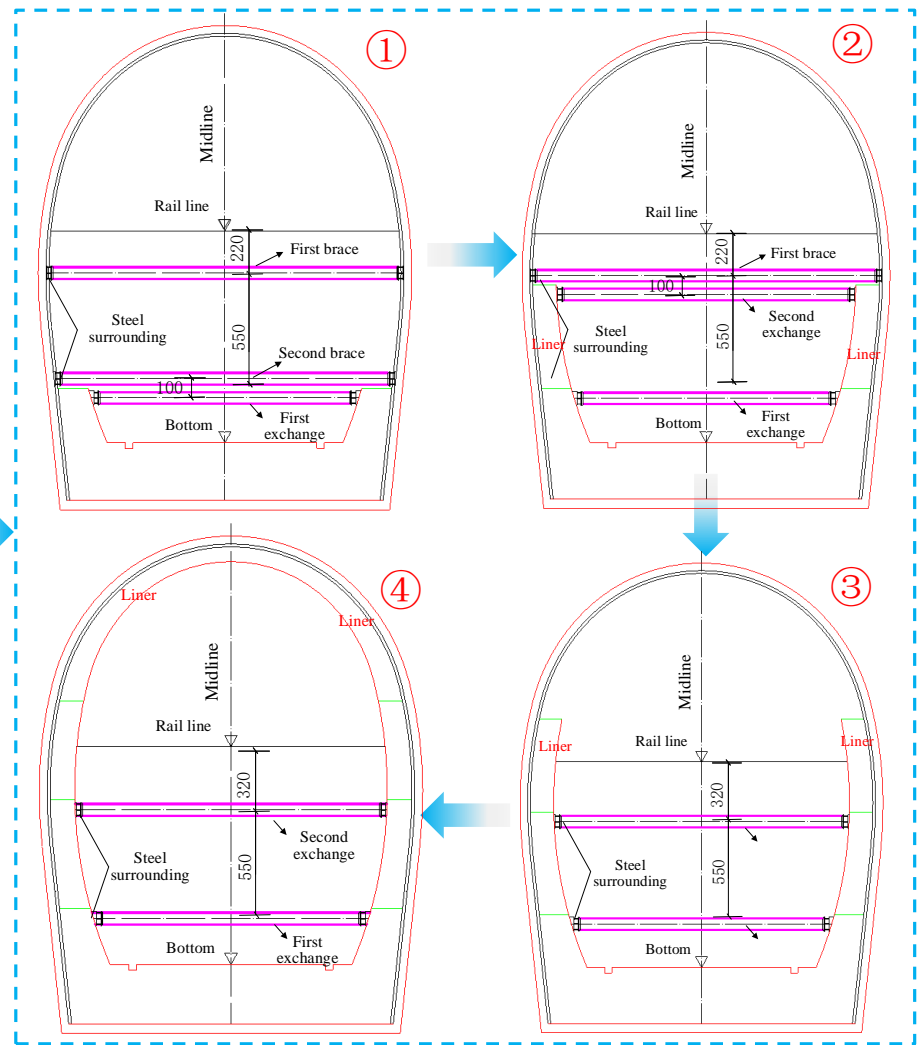 ①
Midline
Rail line
220
First brace
Steel
surrounding
550
Second brace
100
Bottom
First
exchange
②
Midline
Rail line
220
First brace
100
Second
exchange
Steel
surrounding
Liner
Liner
550
Bottom
First
exchange
④
Liner
Liner
Midline
Rail line
320
Second
exchange
Steel
surrounding
550
Bottom
First
exchange
③
Midline
Liner
Liner
Rail line
320
Steel
surrounding
550
Bottom